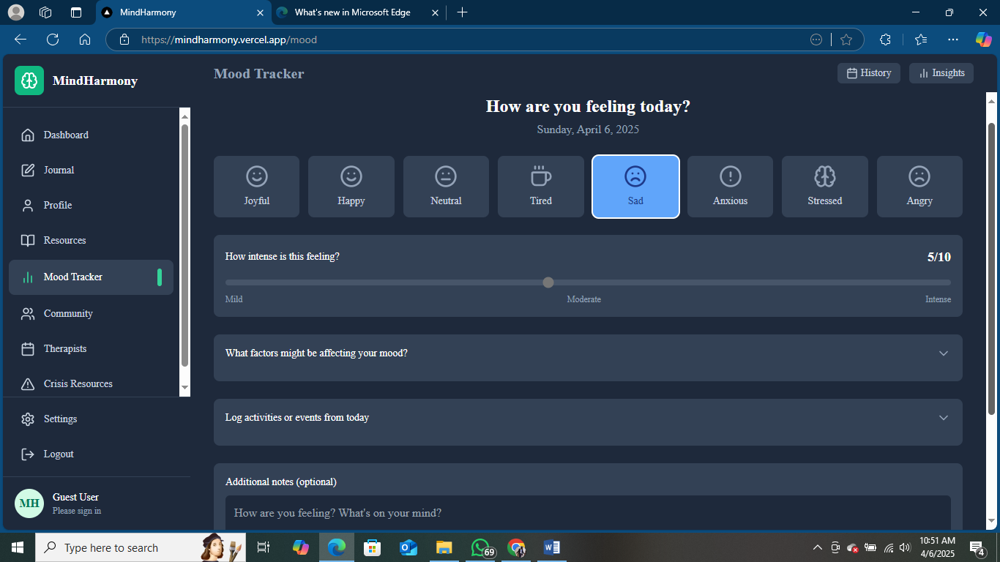 MindHarmony
What's new in Microsoft Edge
https://mindharmony.vercel.app/mood
MindHarmony
Mood Tracker
History
Insights
How are you feeling today?
Sunday, April 6, 2025
Dashboard
Journal
Profile
Resources
Mood Tracker
Community
Therapists
Crisis Resources
Settings
Logout
MH
Guest User
Please sign in
Joyful
Happy
Neutral
Tired
Sad
Anxious
Stressed
Angry
How intense is this feeling?
5/10
Mild
Moderate
Intense
What factors might be affecting your mood?
Log activities or events from today
Additional notes (optional)
How are you feeling? What's on your mind?
Type here to search
69
10:51 AM
4/6/2025
4